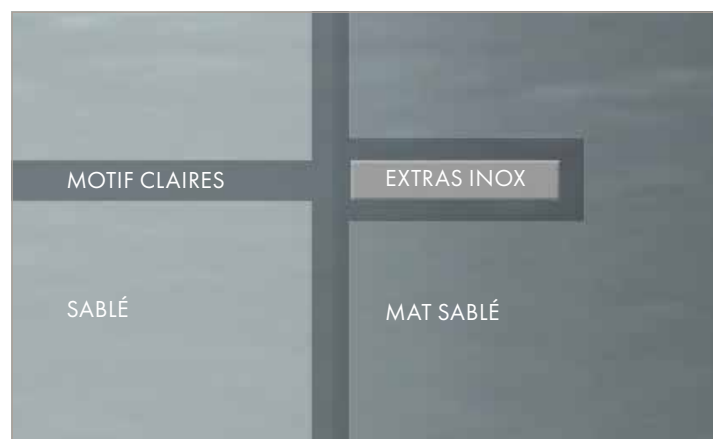 MOTIF CLAIRES
EXTRAS INOX
SABLÉ
MAT SABLÉ